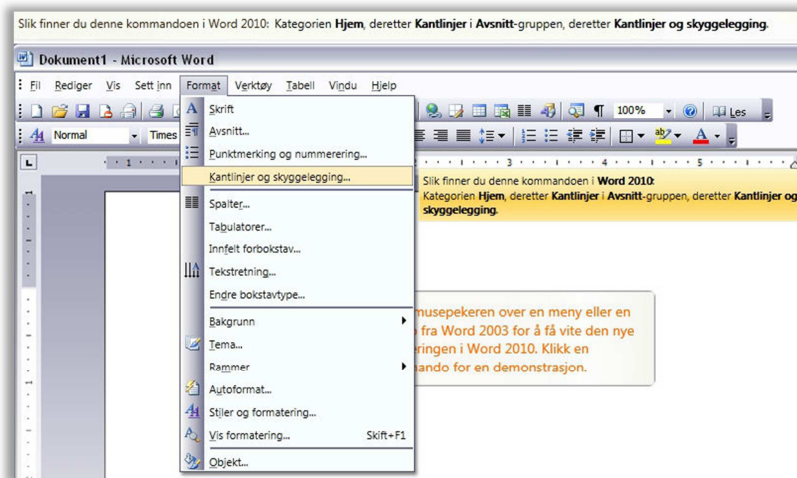 Slik finner du denne kommandoen i Word 2010: Kategorien Hjem, deretter Kantlinjer i Avsnitt-gruppen, deretter Kantlinjer og skyggelegging.
Dokument1 - Microsoft Word
Fil Rediger Vis Sett inn Format Verktøy Tabell Vindu Hjelp
100% Les
Normal Times
Skrift
Avsnitt...
Punktmerking og nummerering...
Kantlinjer og skyggelegging...
Spalter...
Tabulatorer...
Innfelt forbokstav...
Tekstretning...
Endre bokstavtype...
Bakgrunn
Tema...
Rammer
Autoformat...
Stiler og formatering...
Vis formatering... Skift+F1
Objekt...
1 3 4 5
Slik finner du denne kommandoen i Word 2010:
Kategorien Hjem, deretter Kantlinjer i Avsnitt-gruppen, deretter Kantlinjer og
skyggelegging.
musepekeren over en meny eller en
fra Word 2003 for å få vite den nye
eringen i Word 2010. Klikk en
mando for en demonstrasjon.